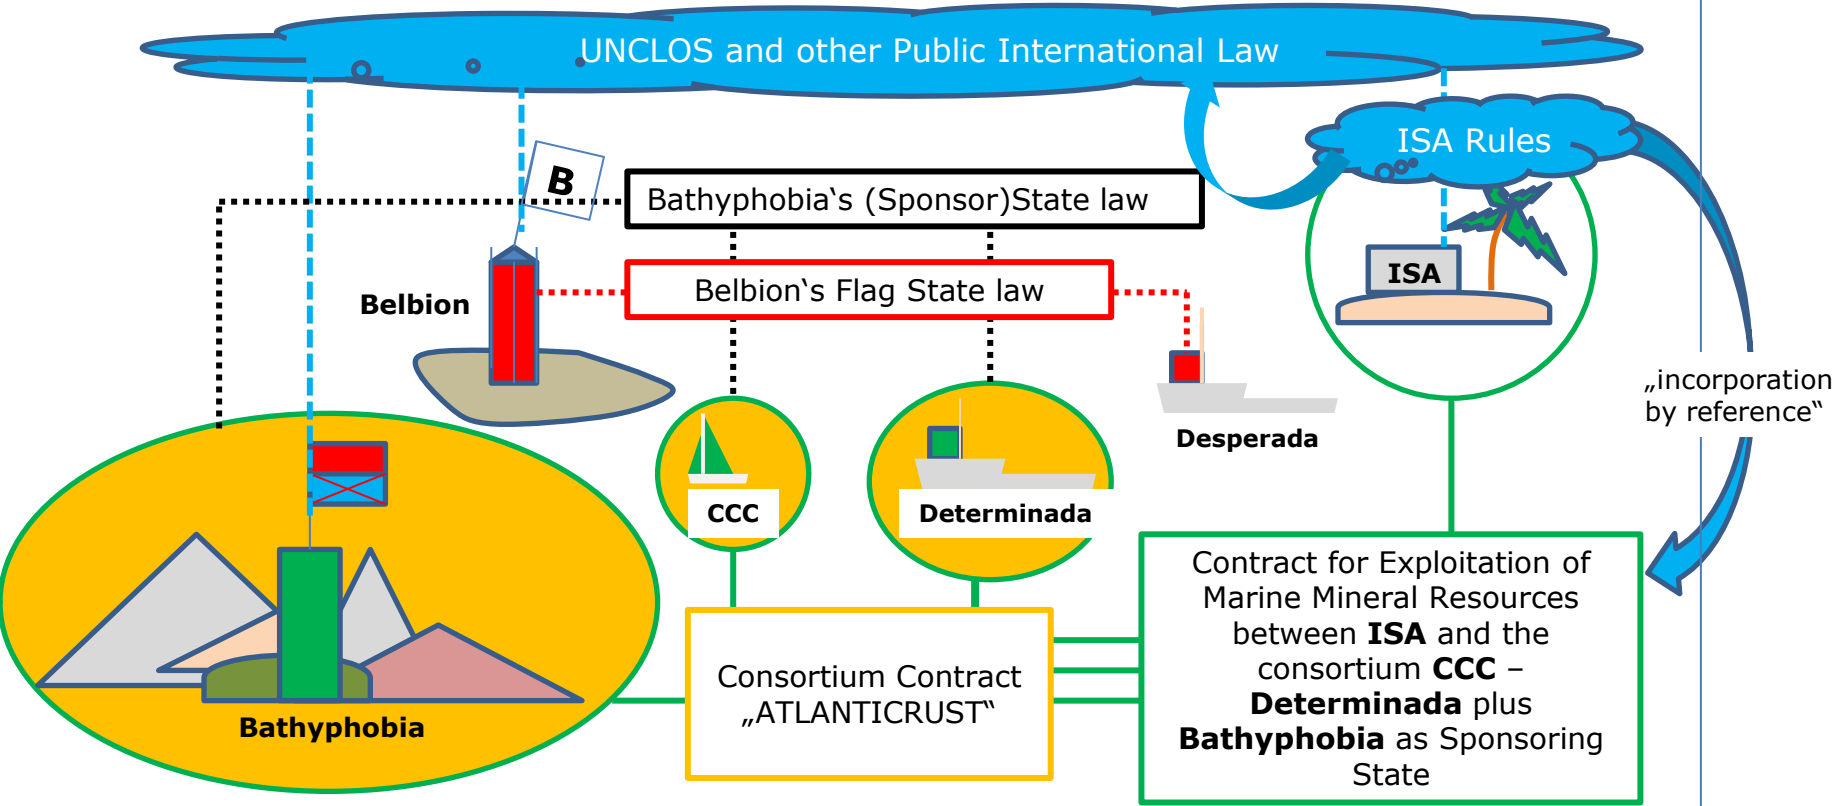 UNCLOS and other Public International Law
ISA Rules
B
Bathyphobia‘s (Sponsor)State law
ISA
Belbion
Belbion‘s Flag State law
„incorporation
by reference“
Desperada
CCC
Determinada
Contract for Exploitation of
Marine Mineral Resources
between ISA and the
consortium CCC –
Determinada plus
Bathyphobia as Sponsoring
State
Consortium Contract
„ATLANTICRUST“
Bathyphobia